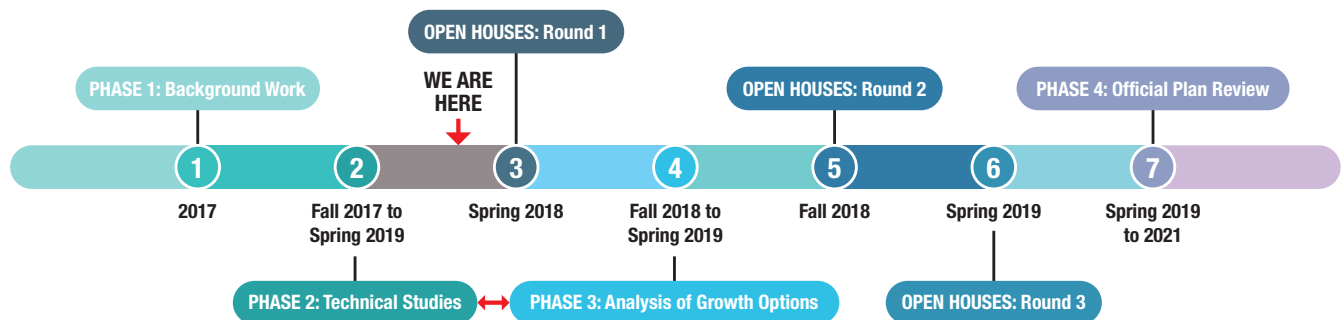 OPEN HOUSES: Round 1
PHASE 1: Background Work
WE ARE
HERE
OPEN HOUSES: Round 2
PHASE 4: Official Plan Review
1
2
3
4
5
6
7
2017
Fall 2017 to
Spring 2019
Spring 2018
Fall 2018 to
Spring 2019
Fall 2018
Spring 2019
Spring 2019
to 2021
PHASE 2: Technical Studies
PHASE 3: Analysis of Growth Options
OPEN HOUSES: Round 3